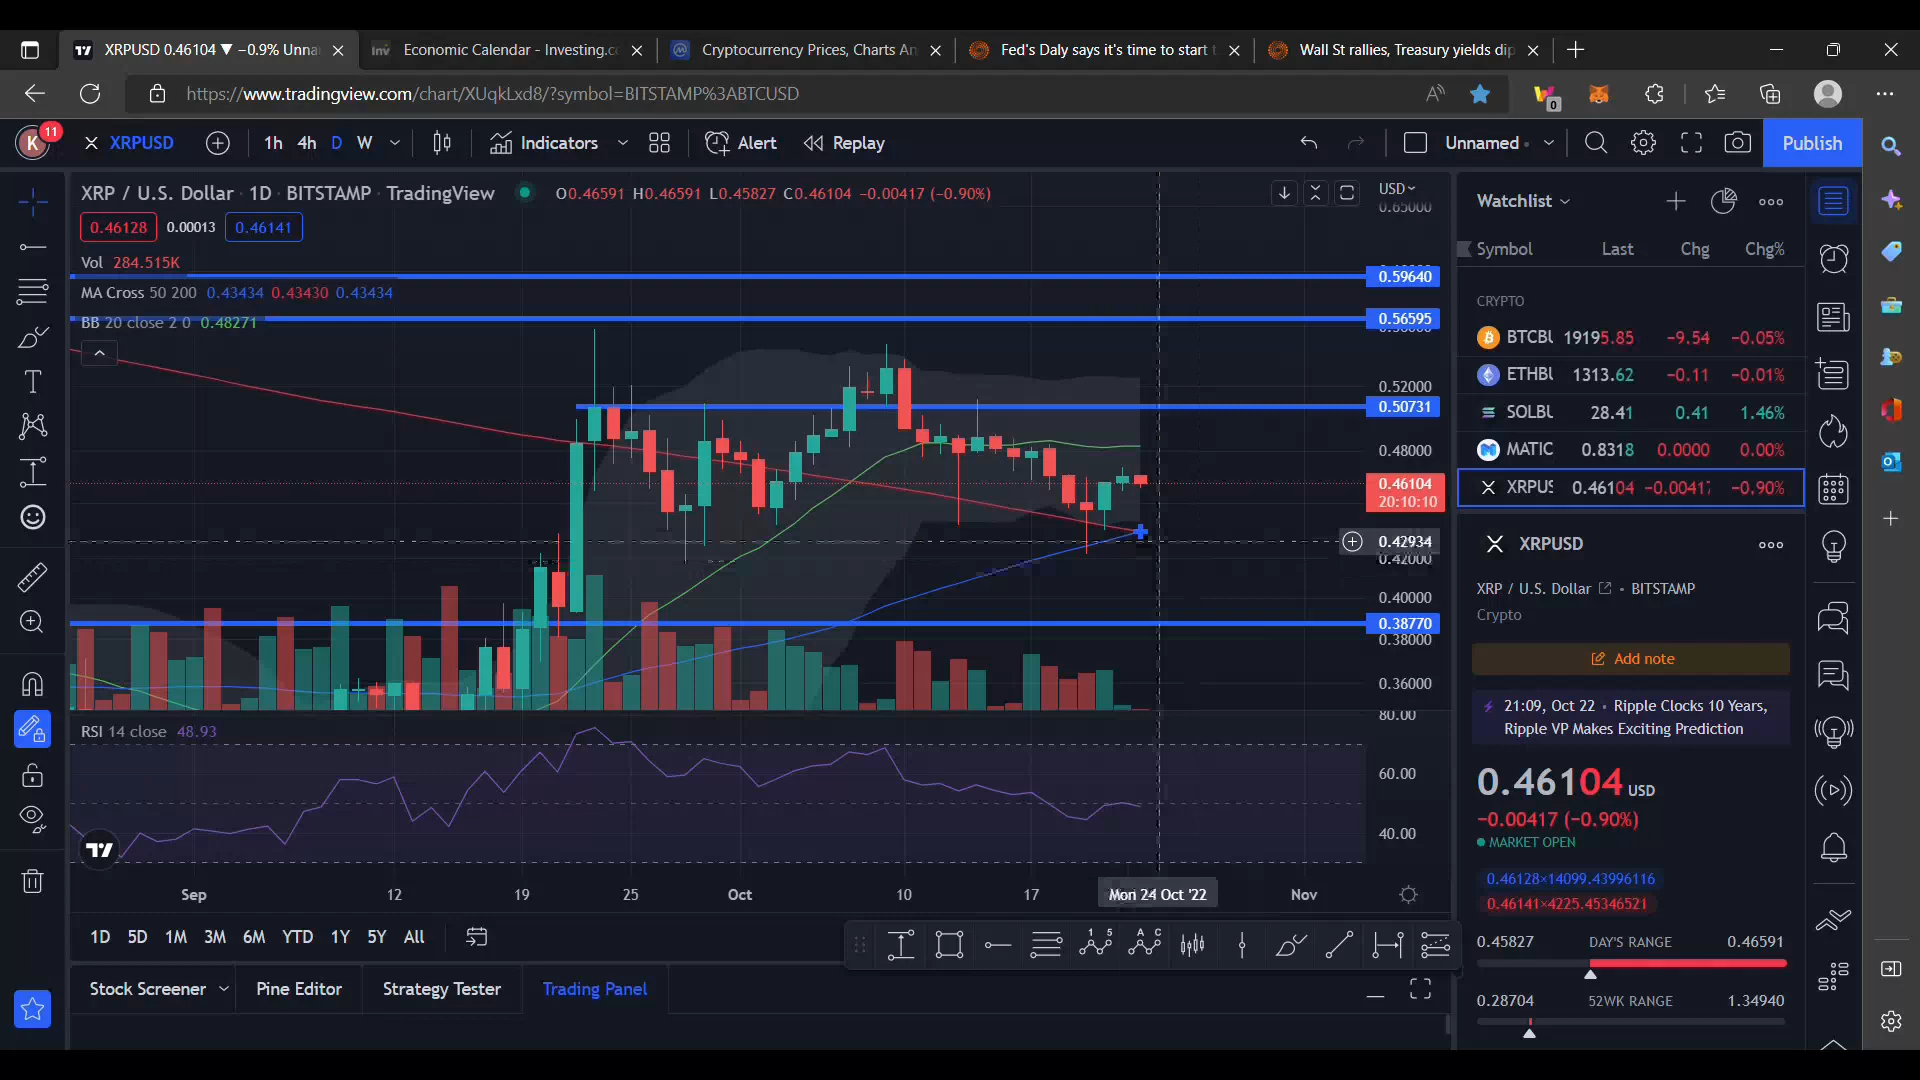 XRPUSD 0.46104 ▼ −0.9% Unna
Economic Calendar - Investing.co
Cryptocurrency Prices, Charts An
Fed's Daly says it's time to start t
Wall St rallies, Treasury yields dip
https://www.tradingview.com/chart/XUqkLxd8/?symbol=BITSTAMP%3ABTCUSD
0
K 11 XRPUSD 1h 4h D W Indicators Alert Replay Unnamed Publish
XRP / U.S. Dollar · 1D · BITSTAMP · TradingView O0.46591 H0.46591 L0.45827 C0.46104 −0.00417 (−0.90%)
0.46128 0.00013 0.46141
Vol 284.515K
MA Cross 50 200 0.43434 0.43430 0.43434
BB 20 close 2 0 0.48271
USD
0.65000
0.59640
0.56595
0.52000
0.50731
0.48000
0.46104
20:10:10
0.42934
0.42000
0.40000
0.38770
0.38000
0.36000
RSI 14 close 48.93
80.00
60.00
40.00
Sep 12 19 25 Oct 10 17 Mon 24 Oct '22 Nov
1D 5D 1M 3M 6M YTD 1Y 5Y All
Stock Screener Pine Editor Strategy Tester Trading Panel
Watchlist
Symbol Last Chg Chg%
CRYPTO
BTCBU 19195.85 −9.54 −0.05%
ETHBU 1313.62 −0.11 −0.01%
SOLBU 28.41 0.41 1.46%
MATIC 0.8318 0.0000 0.00%
XRPUS 0.46104 −0.00417 −0.90%
XRPUSD
XRP / U.S. Dollar · BITSTAMP
Crypto
Add note
21:09, Oct 22 · Ripple Clocks 10 Years,
Ripple VP Makes Exciting Prediction
0.46104 USD
−0.00417 (−0.90%)
MARKET OPEN
0.46128×14099.43996116
0.46141×4225.45346521
0.45827 DAY'S RANGE 0.46591
0.28704 52WK RANGE 1.34940